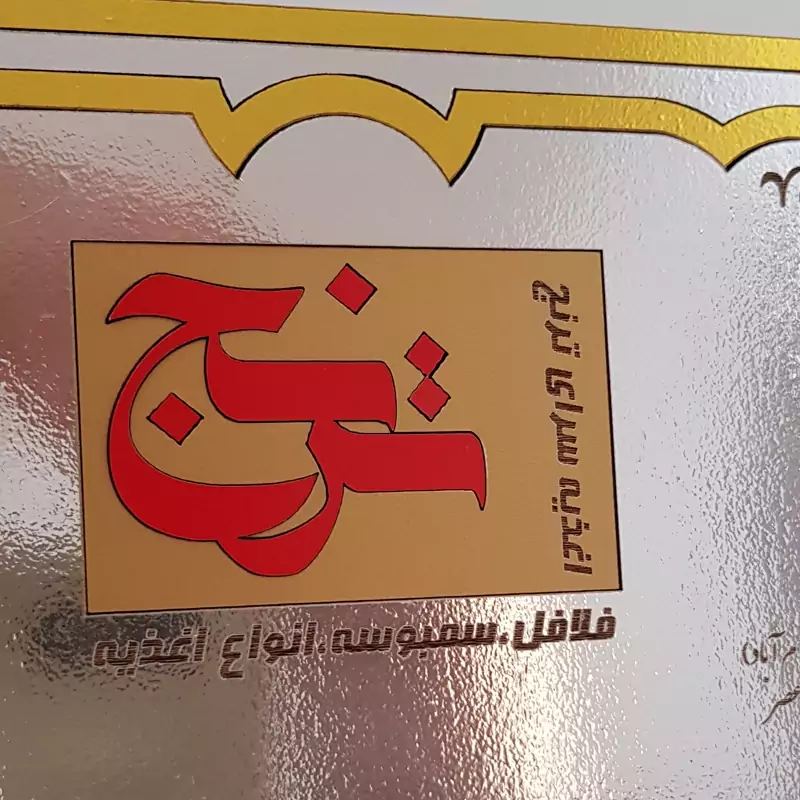 اغذیه سرای ترنج
ترنج
فلافل.سمبوسه.انواع اغذیه